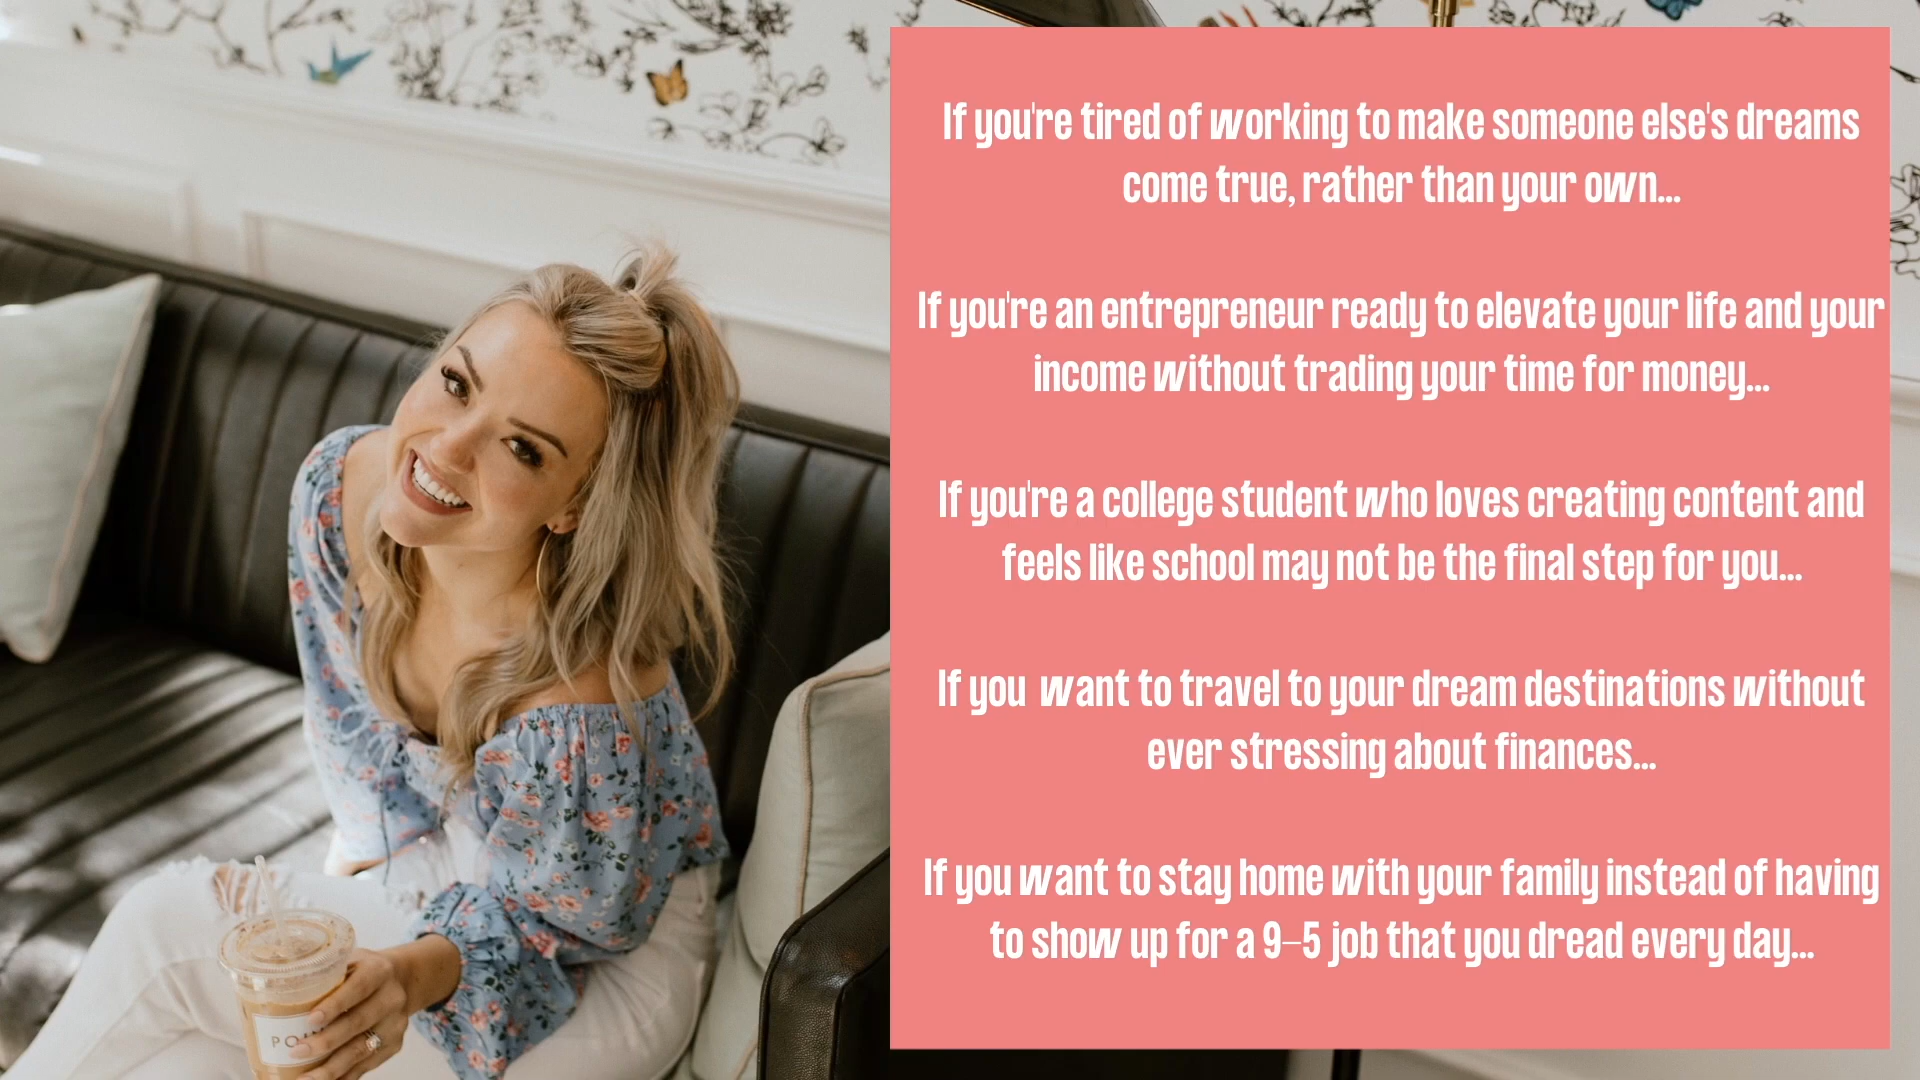 If you're tired of working to make someone else's dreams
come true, rather than your own...
If you're an entrepreneur ready to elevate your life and your
income without trading your time for money...
If you're a college student who loves creating content and
feels like school may not be the final step for you...
If you want to travel to your dream destinations without
ever stressing about finances...
If you want to stay home with your family instead of having
to show up for a 9-5 job that you dread every day...